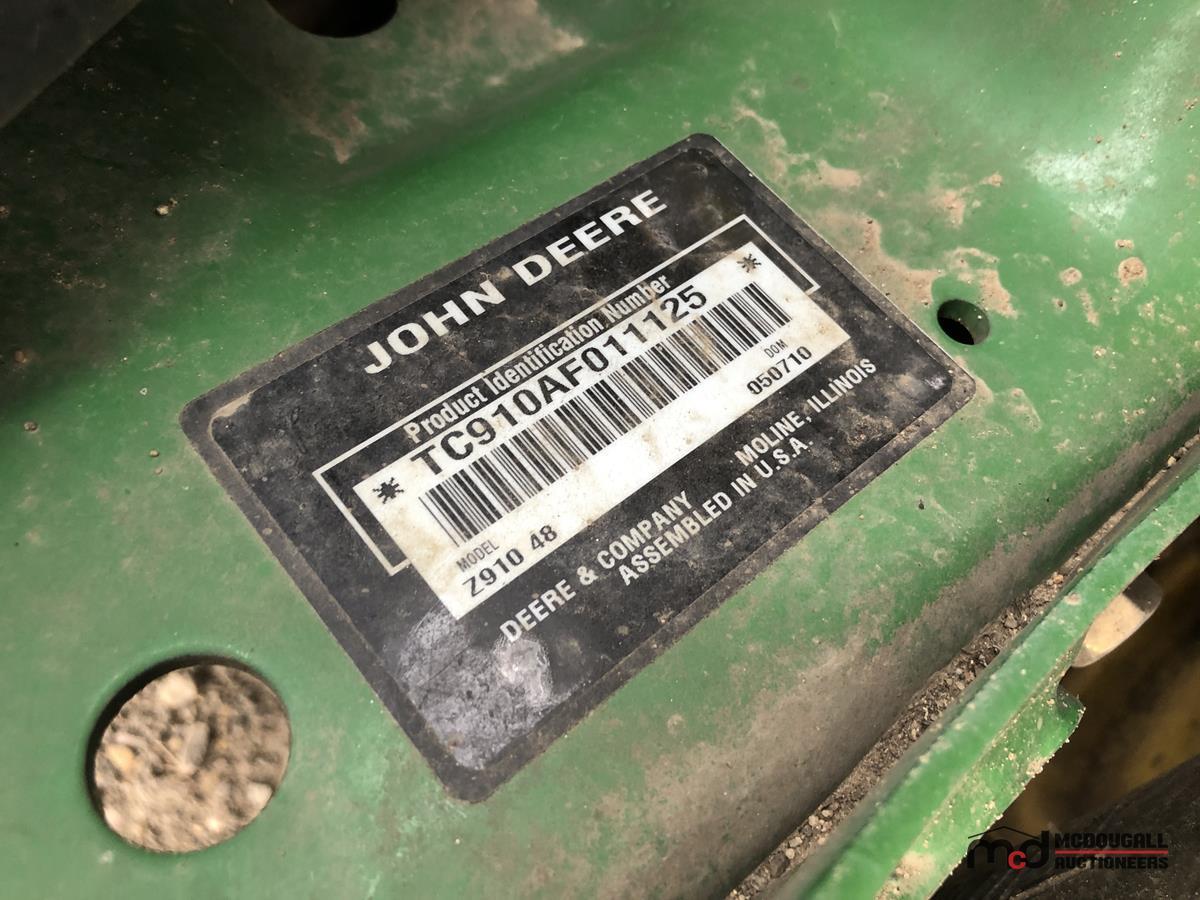 JOHN DEERE
Product Identification Number
TC910AF011125
MODEL
Z910 48
DOM
050710
DEERE & COMPANY MOLINE, ILLINOIS
ASSEMBLED IN U.S.A.
mcd MCDOUGALL
AUCTIONEERS